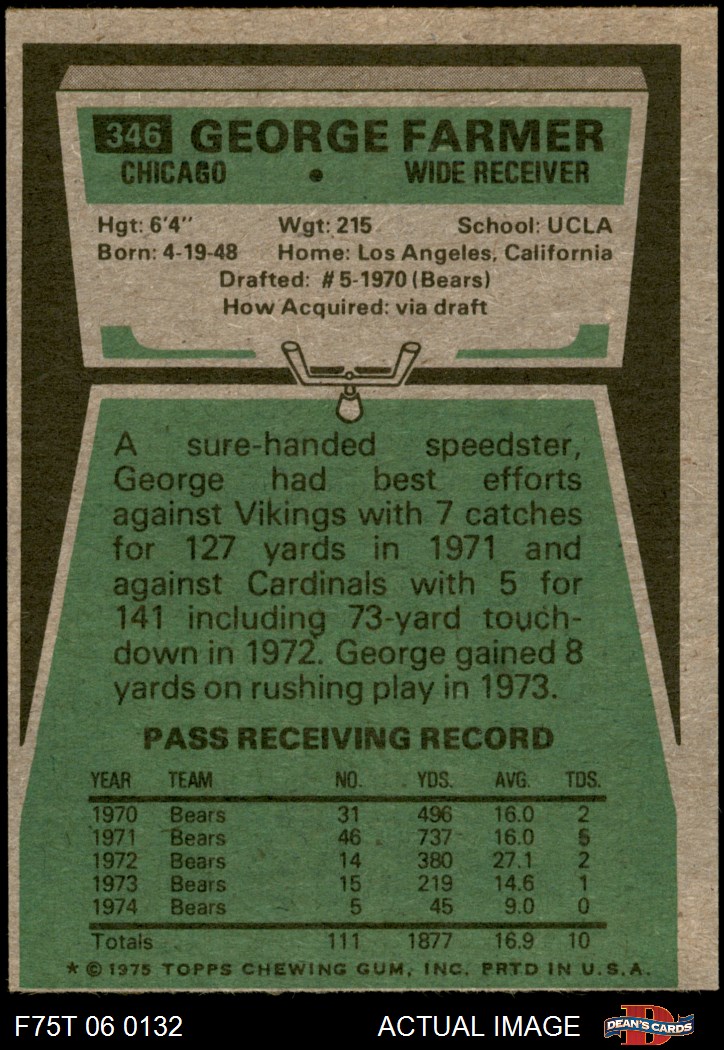 346 GEORGE FARMER
CHICAGO • WIDE RECEIVER
Hgt: 6'4" Wgt: 215 School: UCLA
Born: 4-19-48 Home: Los Angeles, California
Drafted: #5-1970 (Bears)
How Acquired: via draft
A sure-handed speedster,
George had best efforts
against Vikings with 7 catches
for 127 yards in 1971 and
against Cardinals with 5 for
141 including 73-yard touch-
down in 1972. George gained 8
yards on rushing play in 1973.
PASS RECEIVING RECORD
YEAR TEAM NO. YDS. AVG. TDS.
1970 Bears 31 496 16.0 2
1971 Bears 46 737 16.0 5
1972 Bears 14 380 27.1 2
1973 Bears 15 219 14.6 1
1974 Bears 5 45 9.0 0
Totals 111 1877 16.9 10
* © 1975 TOPPS CHEWING GUM, INC. PRTD IN U.S.A.
F75T 06 0132 ACTUAL IMAGE D DEAN'S CARDS